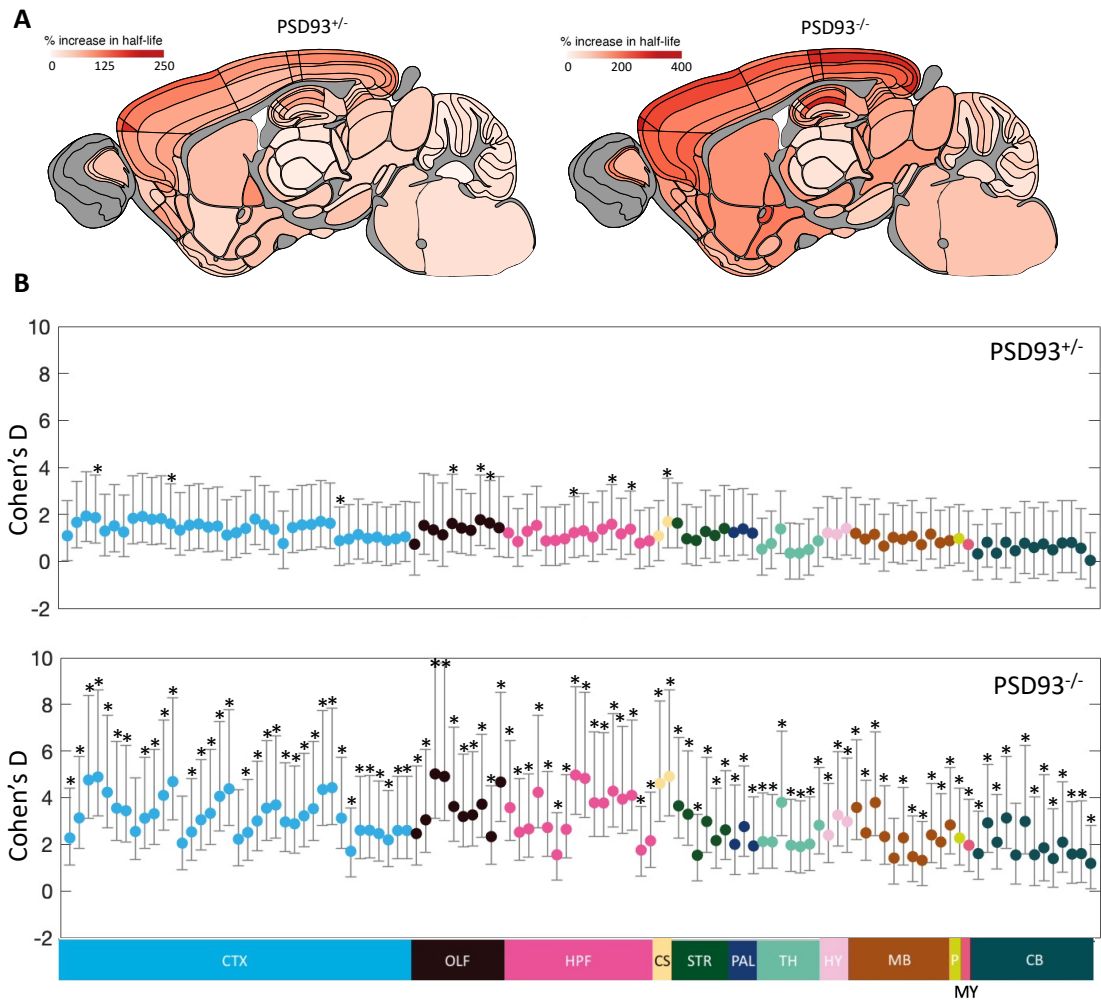 A
PSD93+/-
PSD93-/-
% increase in half-life
0 125 250
% increase in half-life
0 200 400
B
PSD93+/-
Cohen's D
10
8
6
4
2
0
-2
* * * * * * * * * * *
PSD93-/-
Cohen's D
10
8
6
4
2
0
-2
CTX OLF HPF CS STR PAL TH HY MB P CB
MY